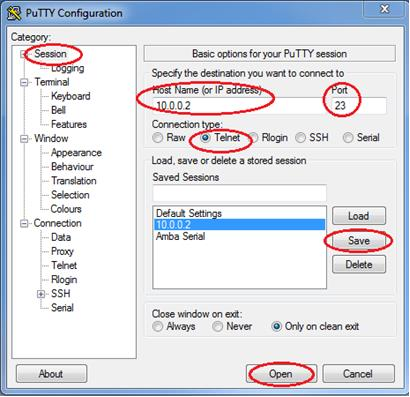 PuTTY Configuration
Category:
Session
Logging
Terminal
Keyboard
Bell
Features
Window
Appearance
Behaviour
Translation
Selection
Colours
Connection
Data
Proxy
Telnet
Rlogin
SSH
Serial
Basic options for your PuTTY session
Specify the destination you want to connect to
Host Name (or IP address) Port
10.0.0.2 23
Connection type:
Raw Telnet Rlogin SSH Serial
Load, save or delete a stored session
Saved Sessions
Default Settings
10.0.0.2
Amba Serial
Load
Save
Delete
Close window on exit:
Always Never Only on clean exit
About Open Cancel